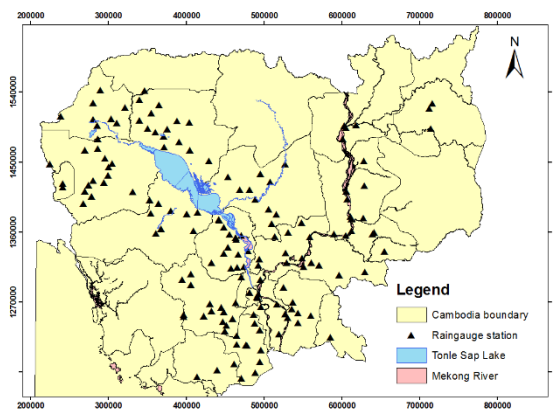 200000 300000 400000 500000 600000 700000 800000
N
1540000
1450000
1360000
1270000
Legend
Cambodia boundary
Raingauge station
Tonle Sap Lake
Mekong River
200000 300000 400000 500000 600000 700000 800000